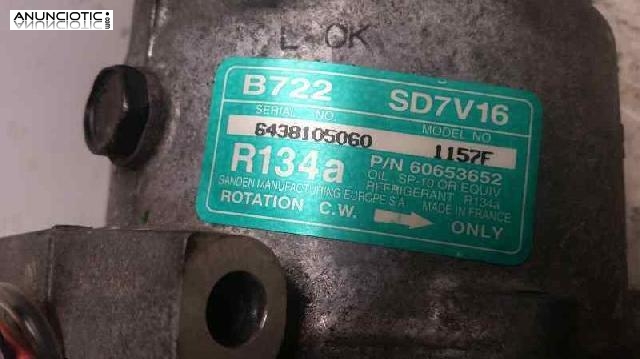 ANUNCIOTIC.COM
L OK
B722 SD7V16
SERIAL NO. MODEL NO
6438105060 1157F
R134a P/N 60653652
OIL SP-10 OR EQUIV
REFRIGERANT R134a
SANDEN MANUFACTURING EUROPE S.A. MADE IN FRANCE
ROTATION C.W. ONLY